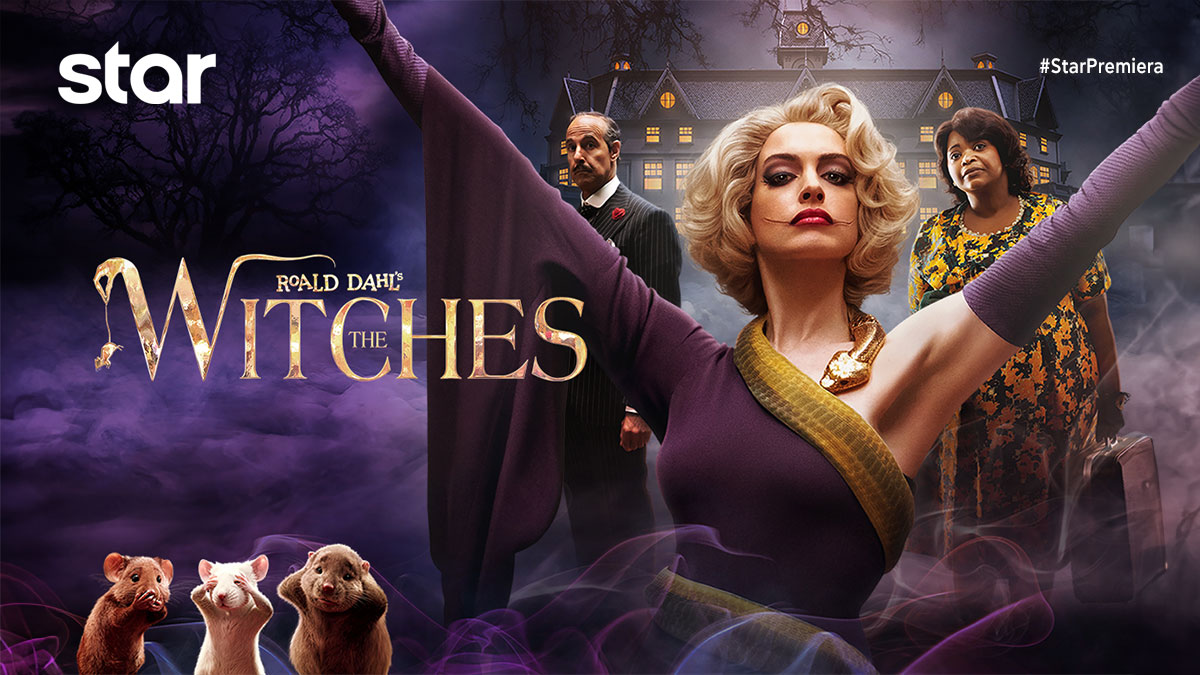 star
#StarPremiera
ROALD DAHL'S
THE WITCHES